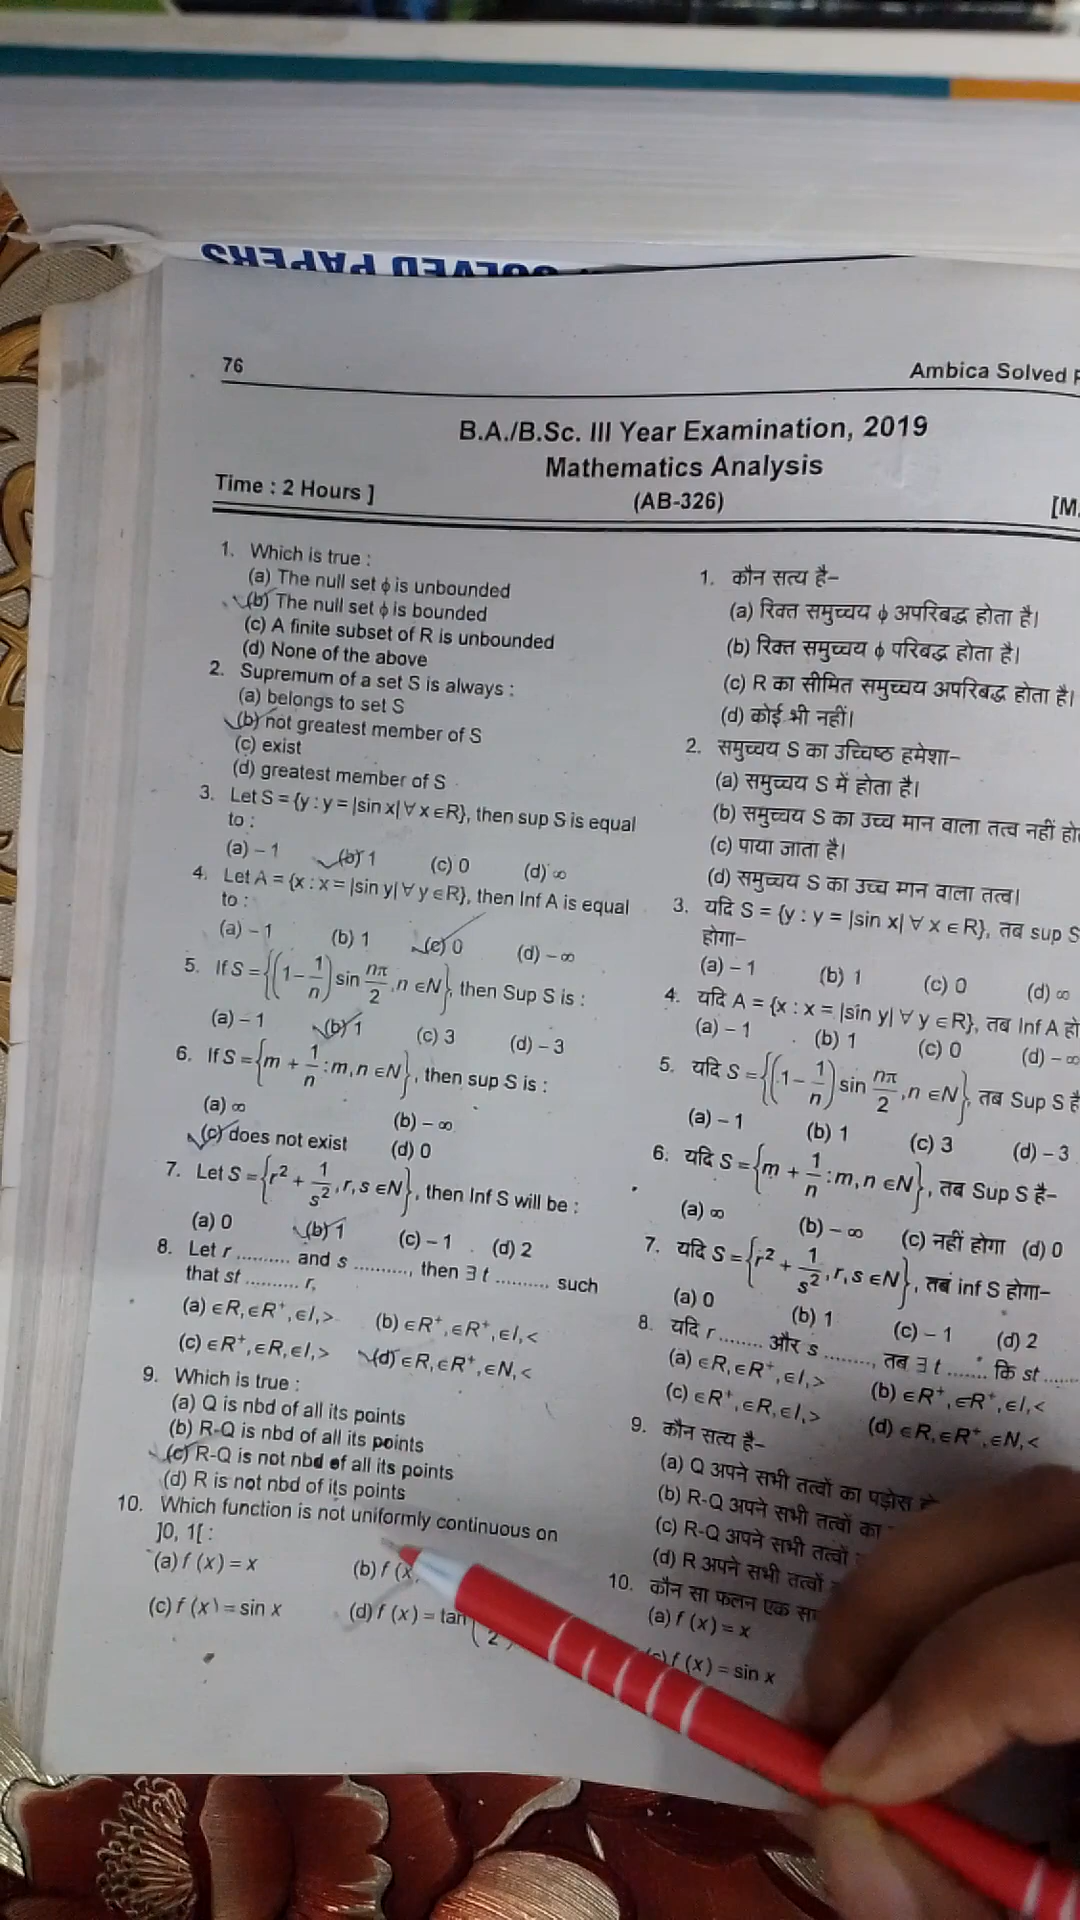 SOLVED PAPERS
76
Ambica Solved
B.A./B.Sc. III Year Examination, 2019
Mathematics Analysis
Time : 2 Hours ]
(AB-326)
[M.
1. Which is true :
(a) The null set ϕ is unbounded
(b) The null set ϕ is bounded
(c) A finite subset of R is unbounded
(d) None of the above
2. Supremum of a set S is always :
(a) belongs to set S
(b) not greatest member of S
(c) exist
(d) greatest member of S
3. Let S = {y : y = |sin x| ∀ x ∈ R}, then sup S is equal
to :
(a) – 1 (b) 1 (c) 0 (d) ∞
4. Let A = {x : x = |sin y| ∀ y ∈ R}, then Inf A is equal
to :
(a) – 1 (b) 1 (c) 0 (d) – ∞
5. If S = {(1 – 1/n) sin nπ/2, n ∈ N}, then Sup S is :
(a) – 1 (b) 1 (c) 3 (d) – 3
6. If S = {m + 1/n : m, n ∈ N}, then sup S is :
(a) ∞ (b) – ∞
(c) does not exist (d) 0
7. Let S = {r² + 1/s², r, s ∈ N}, then Inf S will be :
(a) 0 (b) 1 (c) – 1 (d) 2
8. Let r ......... and s .........., then ∃ t .......... such
that st .......... r,
(a) ∈ R, ∈ R⁺, ∈ I, > (b) ∈ R⁺, ∈ R⁺, ∈ I, <
(c) ∈ R⁺, ∈ R, ∈ I, > (d) ∈ R, ∈ R⁺, ∈ N, <
9. Which is true :
(a) Q is nbd of all its points
(b) R-Q is nbd of all its points
(c) R-Q is not nbd of all its points
(d) R is not nbd of its points
10. Which function is not uniformly continuous on
]0, 1[ :
(a) f (x) = x (b) f (x
(c) f (x) = sin x (d) f (x) = tan ( 2
1. कौन सत्य है–
(a) रिक्त समुच्चय ϕ अपरिबद्ध होता है।
(b) रिक्त समुच्चय ϕ परिबद्ध होता है।
(c) R का सीमित समुच्चय अपरिबद्ध होता है।
(d) कोई भी नहीं।
2. समुच्चय S का उच्चिष्ठ हमेशा–
(a) समुच्चय S में होता है।
(b) समुच्चय S का उच्च मान वाला तत्व नहीं
(c) पाया जाता है।
(d) समुच्चय S का उच्च मान वाला तत्व।
3. यदि S = {y : y = |sin x| ∀ x ∈ R}, तब sup S
होगा–
(a) – 1 (b) 1 (c) 0 (d) ∞
4. यदि A = {x : x = |sin y| ∀ y ∈ R}, तब Inf A
(a) – 1 (b) 1 (c) 0 (d) – ∞
5. यदि S = {(1 – 1/n) sin nπ/2, n ∈ N}, तब Sup S
(a) – 1 (b) 1 (c) 3 (d) – 3
6. यदि S = {m + 1/n : m, n ∈ N}, तब Sup S है–
(a) ∞ (b) – ∞ (c) नहीं होगा (d) 0
7. यदि S = {r² + 1/s², r, s ∈ N}, तब inf S होगा–
(a) 0 (b) 1 (c) – 1 (d) 2
8. यदि r ........ और s ........, तब ∃ t ....... कि st ......
(a) ∈ R, ∈ R⁺, ∈ I, > (b) ∈ R⁺, ∈ R⁺, ∈ I, <
(c) ∈ R⁺, ∈ R, ∈ I, > (d) ∈ R, ∈ R⁺, ∈ N, <
9. कौन सत्य है–
(a) Q अपने सभी तत्वों का पड़ोस
(b) R-Q अपने सभी तत्वों का
(c) R-Q अपने सभी तत्वों
(d) R अपने सभी तत्वों
10. कौन सा फलन एक
(a) f (x) = x
f (x) = sin x